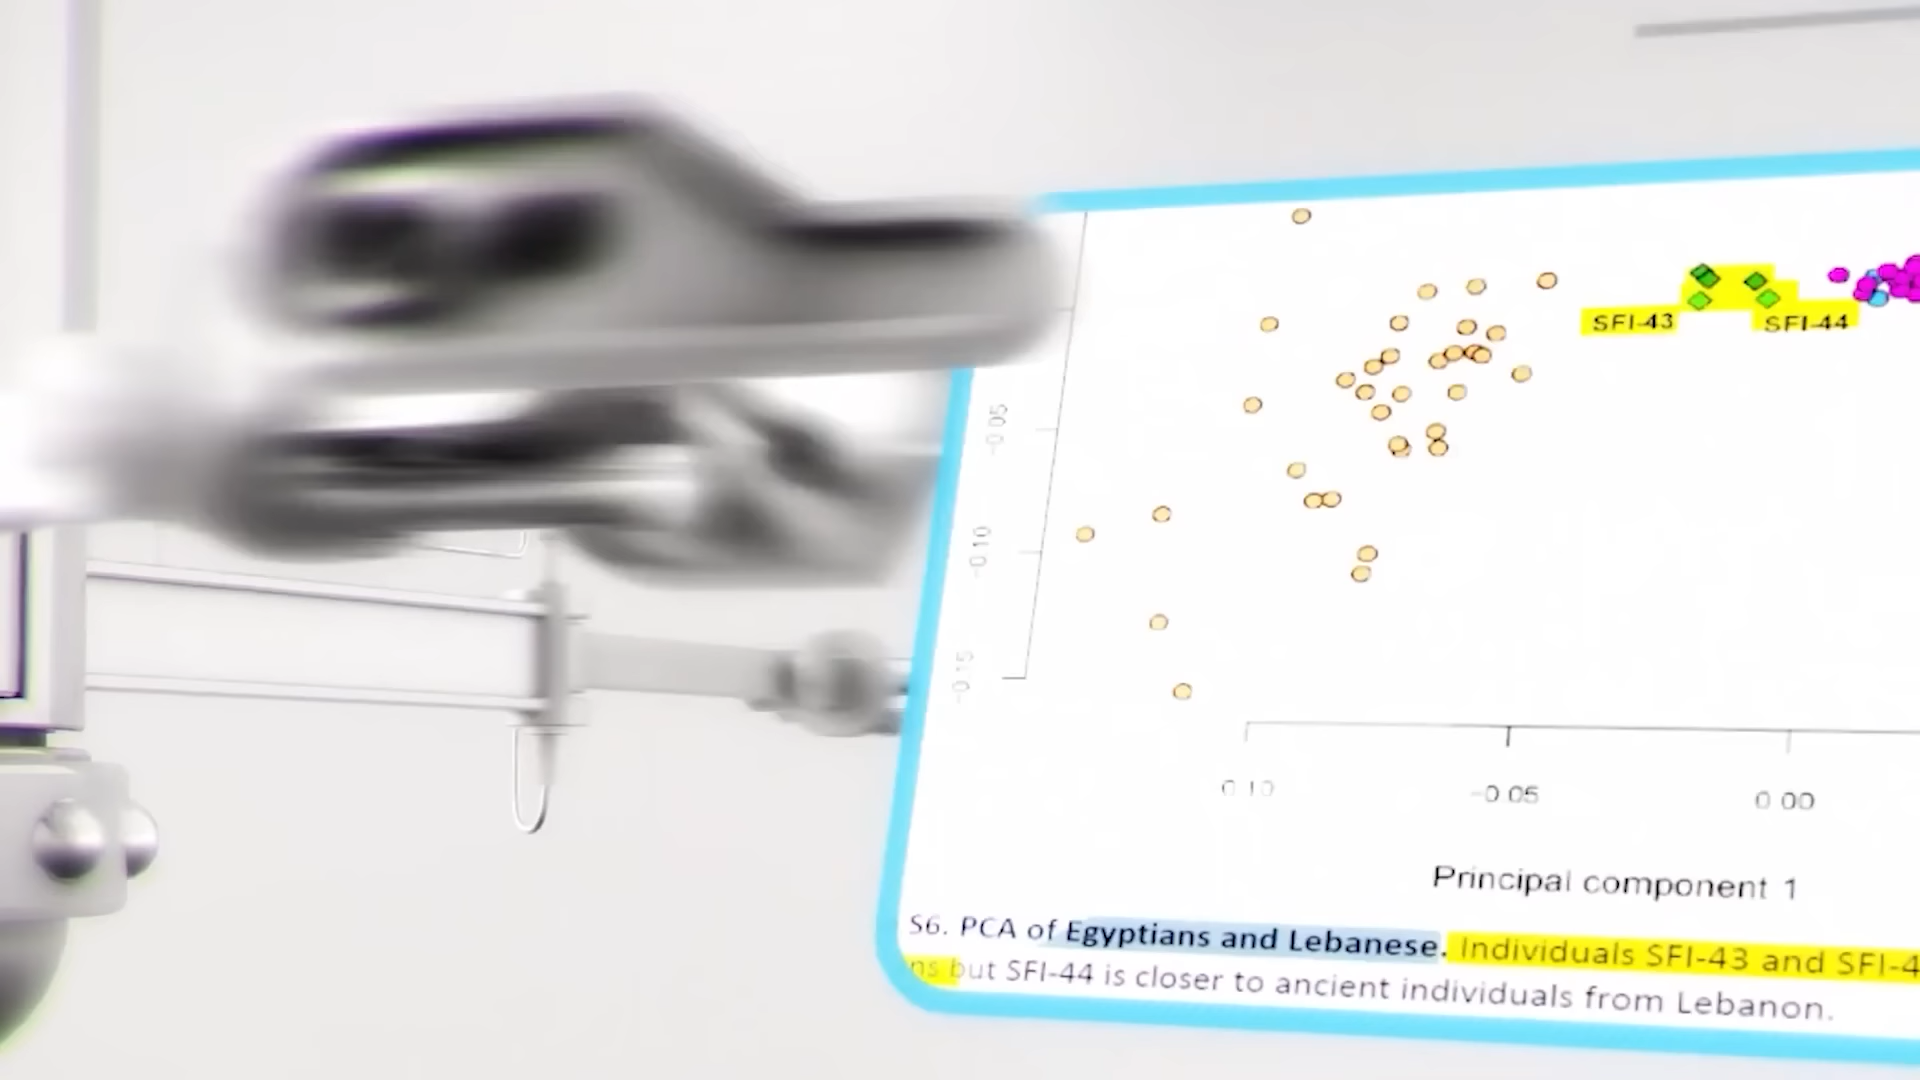 SFI-43 SFI-44
-0.05
-0.10
-0.15
0.10 -0.05 0.00
Principal component 1
S6. PCA of Egyptians and Lebanese. Individuals SFI-43 and SFI-4
ns but SFI-44 is closer to ancient individuals from Lebanon.